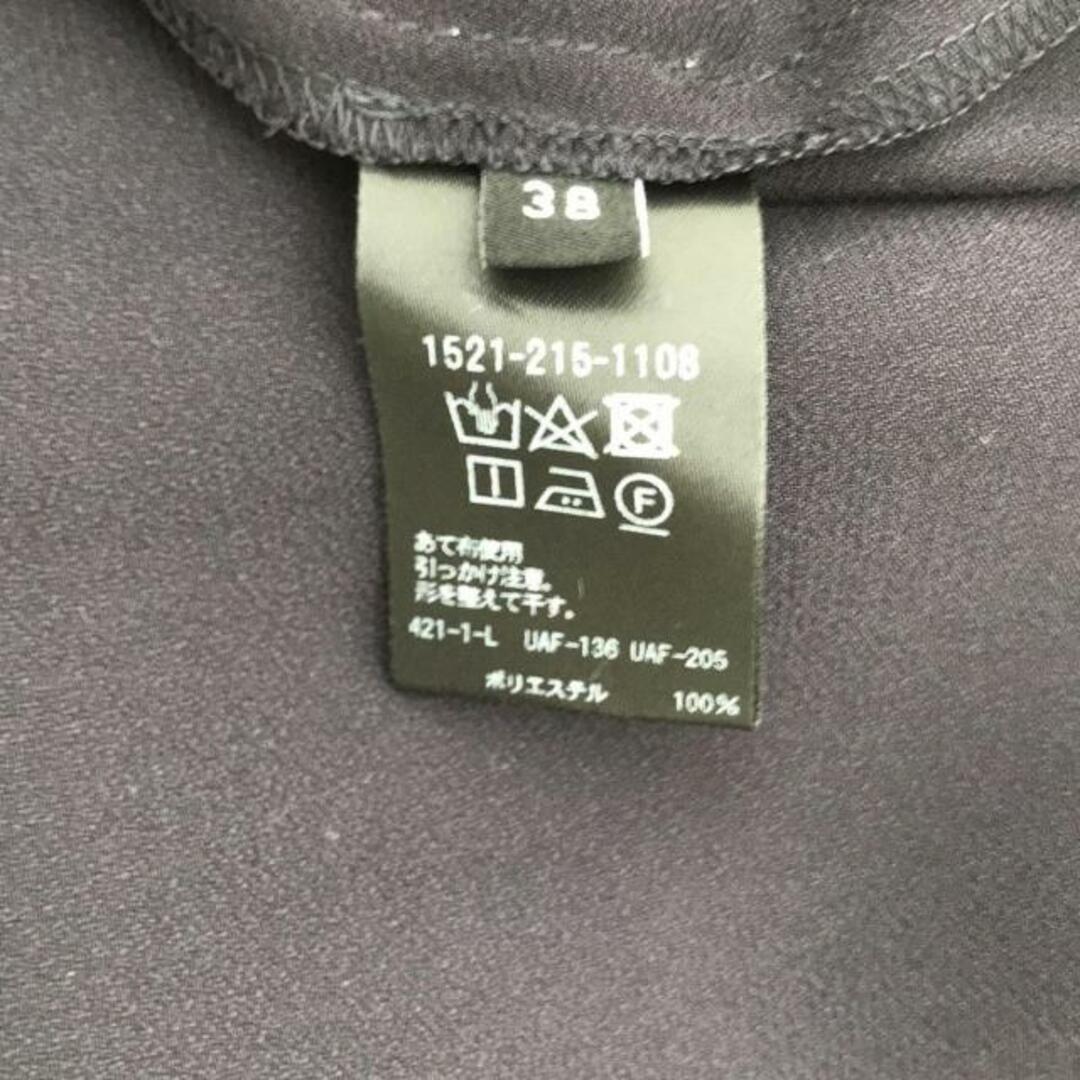 38
1521-215-1108
F
あて布使用
引っかけ注意。
形を整えて干す。
421-1-L UAF-136 UAF-205
ポリエステル 100%